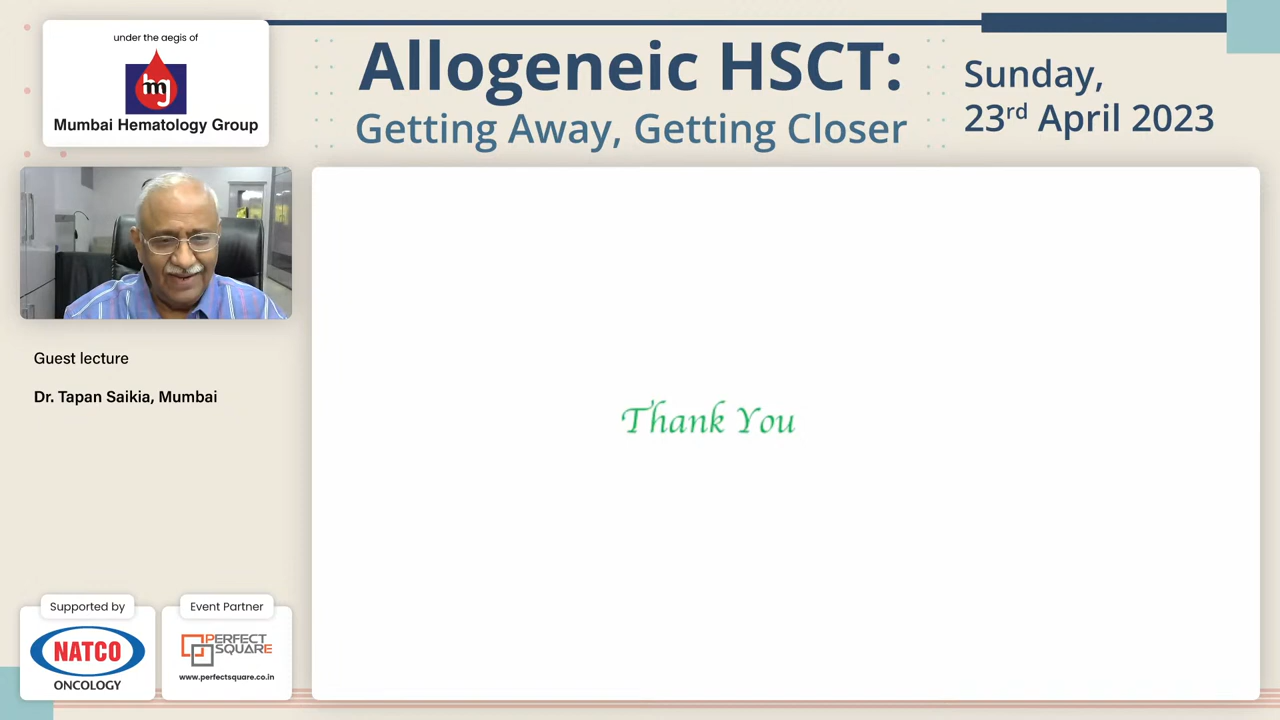 under the aegis of
mg
Mumbai Hematology Group
Allogeneic HSCT:
Getting Away, Getting Closer
Sunday,
23rd April 2023
Guest lecture
Dr. Tapan Saikia, Mumbai
Thank You
Supported by
NATCO
ONCOLOGY
Event Partner
PERFECT
SQUARE
www.perfectsquare.co.in